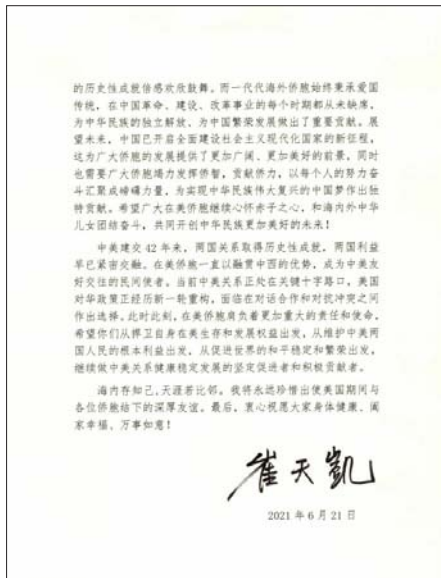 的历史性成就倍感欢欣鼓舞。而一代代海外侨胞始终秉承爱国
传统，在中国革命、建设、改革事业的每个时期都从未缺席，
为中华民族的独立解放、为中国繁荣发展做出了重要贡献。展
望未来，中国已开启全面建设社会主义现代化国家的新征程，
这为广大侨胞的发展提供了更加广阔、更加美好的前景，同时
也需要广大侨胞竭力发挥侨智，贡献侨力，以每个人的努力奋
斗汇聚成磅礴力量，为实现中华民族伟大复兴的中国梦作出独
特贡献。希望广大在美侨胞继续心怀赤子之心，和海内外中华
儿女团结奋斗，共同开创中华民族更加美好的未来！
中美建交 42 年来，两国关系取得历史性成就，两国利益
早已紧密交融。在美侨胞一直以融贯中西的优势，成为中美友
好交往的民间使者。当前中美关系正处在关键十字路口，美国
对华政策正经历新一轮重构，面临在对话合作和对抗冲突之间
作出选择。此时此刻，在美侨胞肩负着更加重大的责任和使命。
希望你们从捍卫自身在美生存和发展权益出发，从维护中美两
国人民的根本利益出发，从促进世界的和平稳定和繁荣出发，
继续做中美关系健康稳定发展的坚定促进者和积极贡献者。
海内存知己，天涯若比邻。我将永远珍惜出使美国期间与
各位侨胞结下的深厚友谊。最后，衷心祝愿大家身体健康、阖
家幸福、万事如意！
崔天凯
2021 年 6 月 21 日